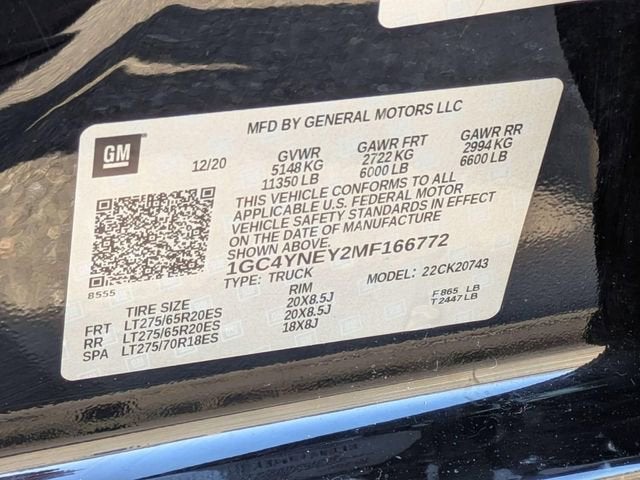 MFD BY GENERAL MOTORS LLC
GM
12/20
GVWR
5148 KG
11350 LB
GAWR FRT
2722 KG
6000 LB
GAWR RR
2994 KG
6600 LB
THIS VEHICLE CONFORMS TO ALL
APPLICABLE U.S. FEDERAL MOTOR
VEHICLE SAFETY STANDARDS IN EFFECT
ON THE DATE OF MANUFACTURE
SHOWN ABOVE.
1GC4YNEY2MF166772
8555
TYPE: TRUCK
MODEL: 22CK20743
TIRE SIZE RIM
FRT LT275/65R20ES 20X8.5J
RR LT275/65R20ES 20X8.5J
SPA LT275/70R18ES 18X8J
F 865 LB
T 2447 LB